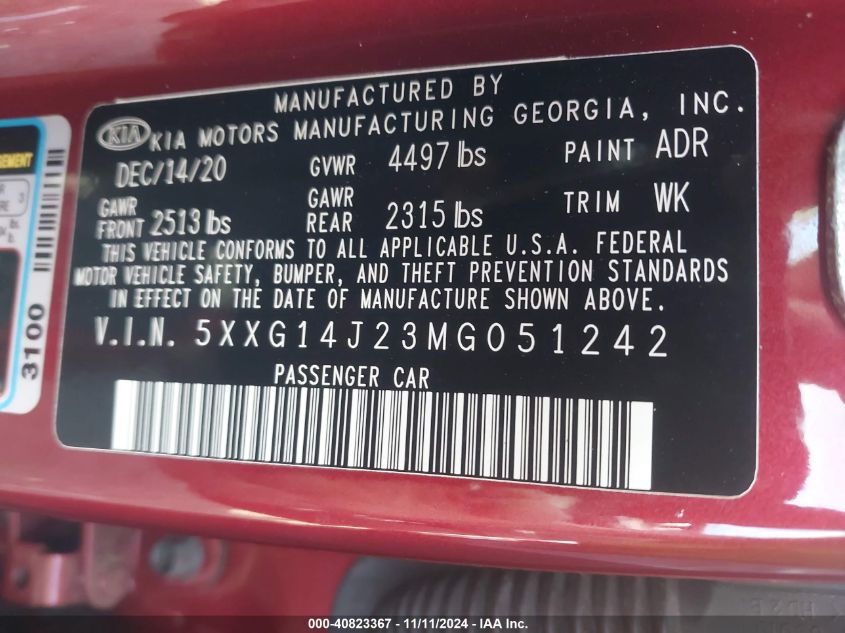 MANUFACTURED BY
KIA KIA MOTORS MANUFACTURING GEORGIA, INC.
DEC/14/20 GVWR 4497 lbs PAINT ADR
GAWR FRONT 2513 lbs GAWR REAR 2315 lbs TRIM WK
THIS VEHICLE CONFORMS TO ALL APPLICABLE U.S.A. FEDERAL
MOTOR VEHICLE SAFETY, BUMPER, AND THEFT PREVENTION STANDARDS
IN EFFECT ON THE DATE OF MANUFACTURE SHOWN ABOVE.
V.I.N. 5XXG14J23MG051242
PASSENGER CAR
3100
000-40823367 - 11/11/2024 - IAA Inc.